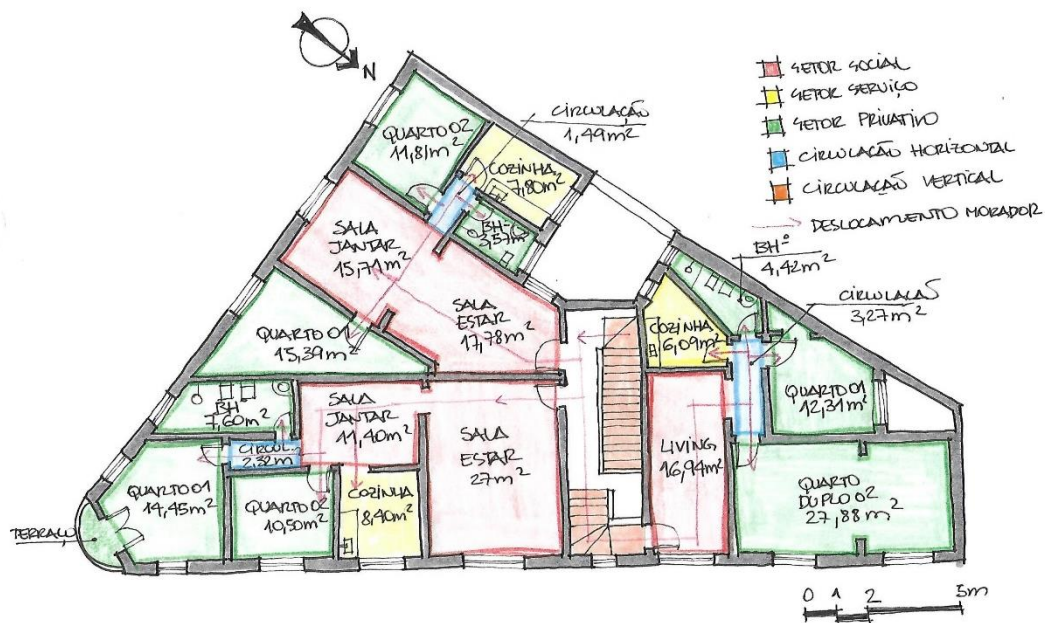 N
SETOR SOCIAL
SETOR SERVIÇO
SETOR PRIVATIVO
CIRCULAÇÃO HORIZONTAL
CIRCULAÇÃO VERTICAL
DESLOCAMENTO MORADOR
CIRCULAÇÃO
1,49m²
QUARTO 02
11,81m²
COZINHA
7,80m²
BHº
3,57m²
SALA
JANTAR
15,71m²
SALA
ESTAR
17,78m²
QUARTO 01
15,39m²
BHº
4,42m²
CIRCULAÇÃ
3,27m²
COZINHA
6,09m²
QUARTO 01
12,31m²
BHº
7,60m²
SALA
JANTAR
11,40m²
CIRCUL.
2,32m²
SALA
ESTAR
27m²
LIVING
16,94m²
QUARTO 01
14,45m²
QUARTO 02
10,50m²
COZINHA
8,40m²
QUARTO
DUPLO 02
27,88m²
TERRAÇO
0 1 2 5m